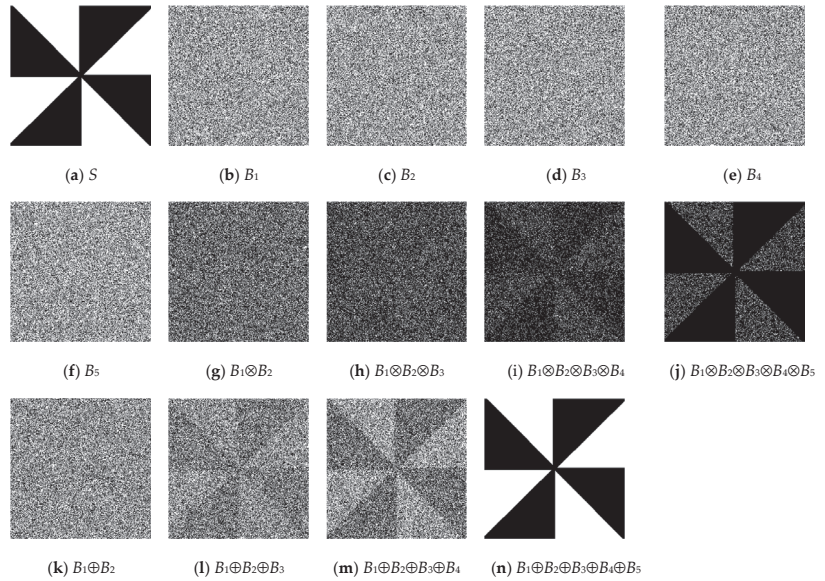 (a) S
(b) B₁
(c) B₂
(d) B₃
(e) B₄
(f) B₅
(g) B₁⊗B₂
(h) B₁⊗B₂⊗B₃
(i) B₁⊗B₂⊗B₃⊗B₄
(j) B₁⊗B₂⊗B₃⊗B₄⊗B₅
(k) B₁⊕B₂
(l) B₁⊕B₂⊕B₃
(m) B₁⊕B₂⊕B₃⊕B₄
(n) B₁⊕B₂⊕B₃⊕B₄⊕B₅